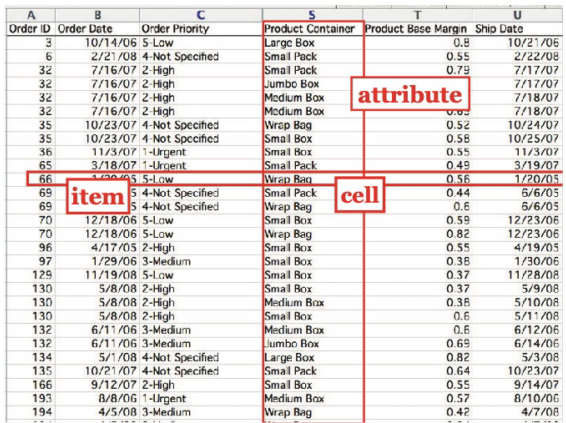 A B C S T U
Order ID Order Date Order Priority Product Container Product Base Margin Ship Date
3 10/14/06 5-Low Large Box 0.8 10/21/06
6 2/21/08 4-Not Specified Small Pack 0.55 2/22/08
32 7/16/07 2-High Small Pack 0.79 7/17/07
32 7/16/07 2-High Jumbo Box 7/17/07
attribute
32 7/16/07 2-High Medium Box 7/18/07
32 7/16/07 2-High Medium Box 0.65 7/18/07
35 10/23/07 4-Not Specified Wrap Bag 0.52 10/24/07
35 10/23/07 4-Not Specified Small Box 0.58 10/25/07
36 11/3/07 1-Urgent Small Box 0.55 11/3/07
65 3/18/07 1-Urgent Small Pack 0.49 3/19/07
66 1/20/05 5-Low Wrap Bag 0.56 1/20/05
item cell
69 5 4-Not Specified Small Pack 0.44 6/6/05
69 5 4-Not Specified Wrap Bag 0.6 6/6/05
70 12/18/06 5-Low Small Box 0.59 12/23/06
70 12/18/06 5-Low Wrap Bag 0.82 12/23/06
96 4/17/05 2-High Small Box 0.55 4/19/05
97 1/29/06 3-Medium Small Box 0.38 1/30/06
129 11/19/08 5-Low Small Box 0.37 11/28/08
130 5/8/08 2-High Small Box 0.37 5/9/08
130 5/8/08 2-High Medium Box 0.38 5/10/08
130 5/8/08 2-High Small Box 0.6 5/11/08
132 6/11/06 3-Medium Medium Box 0.6 6/12/06
132 6/11/06 3-Medium Jumbo Box 0.69 6/14/06
134 5/1/08 4-Not Specified Large Box 0.82 5/3/08
135 10/21/07 4-Not Specified Small Pack 0.64 10/23/07
166 9/12/07 2-High Small Box 0.55 9/14/07
193 8/8/06 1-Urgent Medium Box 0.57 8/10/06
194 4/5/08 3-Medium Wrap Bag 0.42 4/7/08